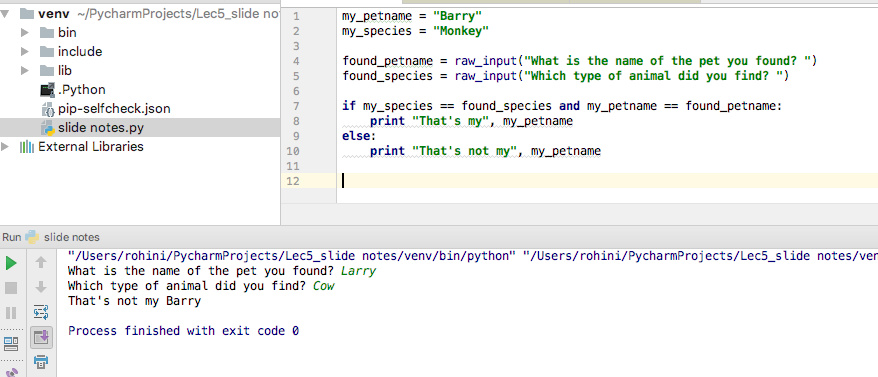 venv ~/PycharmProjects/Lec5_slide no
bin
include
lib
.Python
pip-selfcheck.json
slide notes.py
External Libraries
1 my_petname = "Barry"
2 my_species = "Monkey"
3
4 found_petname = raw_input("What is the name of the pet you found? ")
5 found_species = raw_input("Which type of animal did you find? ")
6
7 if my_species == found_species and my_petname == found_petname:
8 print "That's my", my_petname
9 else:
10 print "That's not my", my_petname
11
12
Run slide notes
"/Users/rohini/PycharmProjects/Lec5_slide notes/venv/bin/python" "/Users/rohini/PycharmProjects/Lec5_slide notes/ven
What is the name of the pet you found? Larry
Which type of animal did you find? Cow
That's not my Barry
Process finished with exit code 0